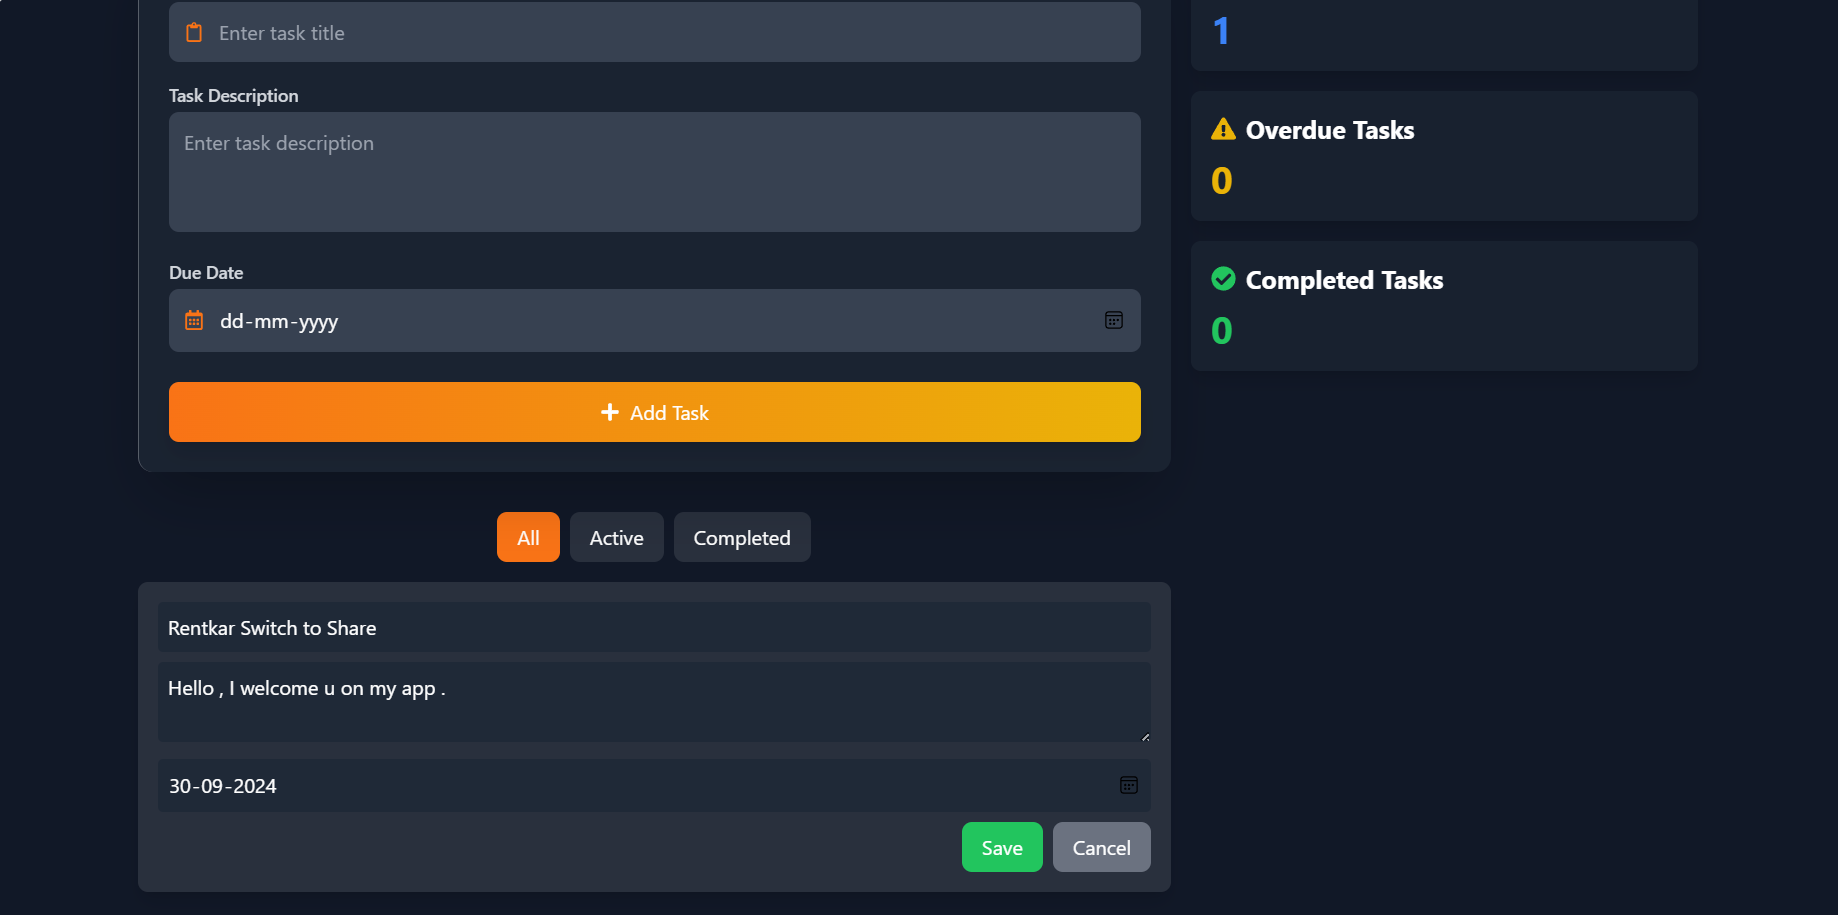 Enter task title
Task Description
Enter task description
Due Date
dd-mm-yyyy
+ Add Task
1
Overdue Tasks
0
Completed Tasks
0
All
Active
Completed
Rentkar Switch to Share
Hello , I welcome u on my app .
30-09-2024
Save
Cancel